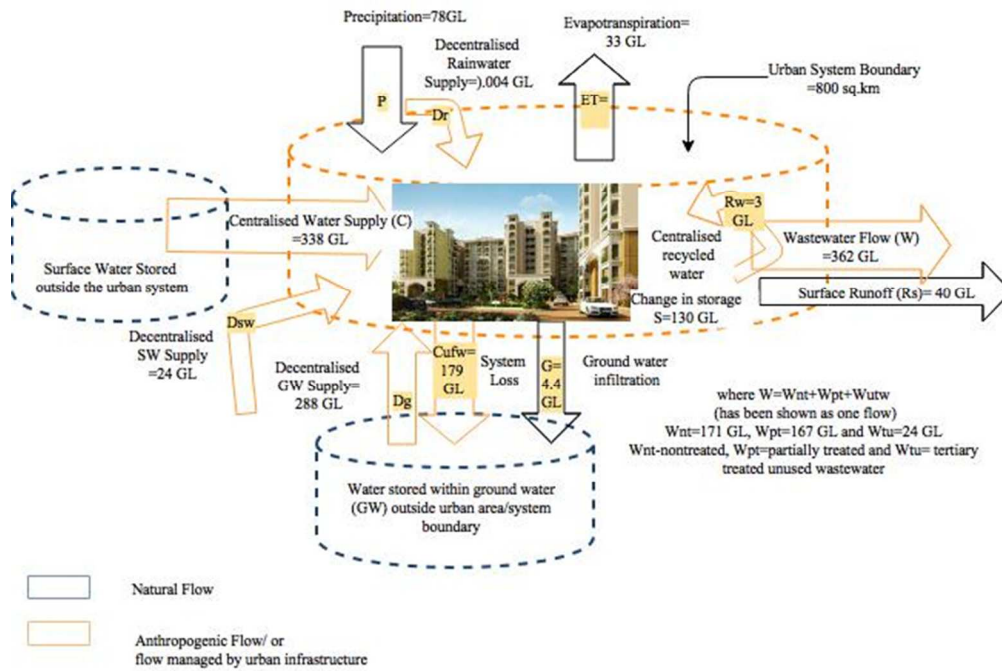 Precipitation=78GL
Evapotranspiration=
33 GL
Decentralised
Rainwater
Supply=).004 GL
Urban System Boundary
=800 sq.km
P
Dr
ET=
Rw=3
GL
Centralised Water Supply (C)
=338 GL
Centralised
recycled
water
Wastewater Flow (W)
=362 GL
Surface Water Stored
outside the urban system
Change in storage
S=130 GL
Surface Runoff (Rs)= 40 GL
Dsw
Decentralised
SW Supply
=24 GL
Decentralised
GW Supply=
288 GL
Dg
Cufw=
179
GL
System
Loss
G=
4.4
GL
Ground water
infiltration
where W=Wnt+Wpt+Wutw
(has been shown as one flow)
Wnt=171 GL, Wpt=167 GL and Wtu=24 GL
Wnt-nontreated, Wpt=partially treated and Wtu= tertiary
treated unused wastewater
Water stored within ground water
(GW) outside urban area/system
boundary
Natural Flow
Anthropogenic Flow/ or
flow managed by urban infrastructure